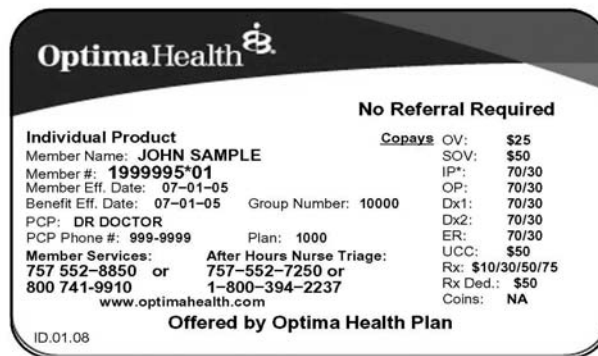 OptimaHealth
No Referral Required
Individual Product
Member Name: JOHN SAMPLE
Member #: 1999995*01
Member Eff. Date: 07-01-05
Benefit Eff. Date: 07-01-05 Group Number: 10000
PCP: DR DOCTOR
PCP Phone #: 999-9999 Plan: 1000
Member Services: After Hours Nurse Triage:
757 552-8850 or 757-552-7250 or
800 741-9910 1-800-394-2237
www.optimahealth.com
Copays OV: $25
SOV: $50
IP*: 70/30
OP: 70/30
Dx1: 70/30
Dx2: 70/30
ER: 70/30
UCC: $50
Rx: $10/30/50/75
Rx Ded.: $50
Coins: NA
Offered by Optima Health Plan
ID.01.08